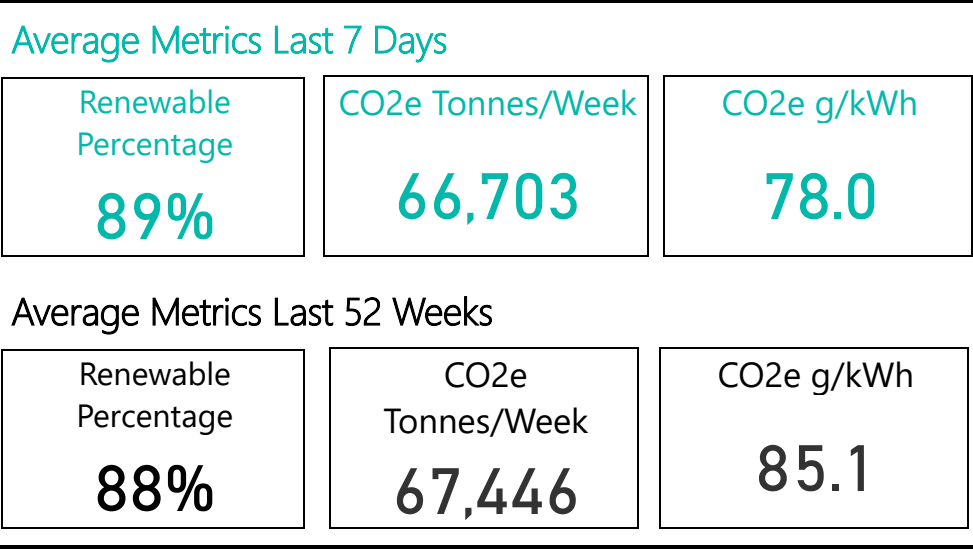 Average Metrics Last 7 Days
Renewable
Percentage
89%
CO2e Tonnes/Week
66,703
CO2e g/kWh
78.0
Average Metrics Last 52 Weeks
Renewable
Percentage
88%
CO2e
Tonnes/Week
67,446
CO2e g/kWh
85.1